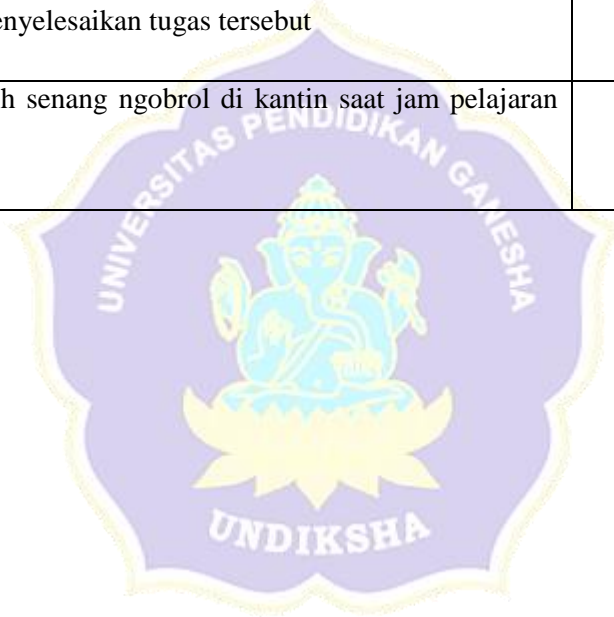 enyelesaikan tugas tersebut
h senang ngobrol di kantin saat jam pelajaran
UNIVERSITAS PENDIDIKAN GANESHA
UNDIKSHA